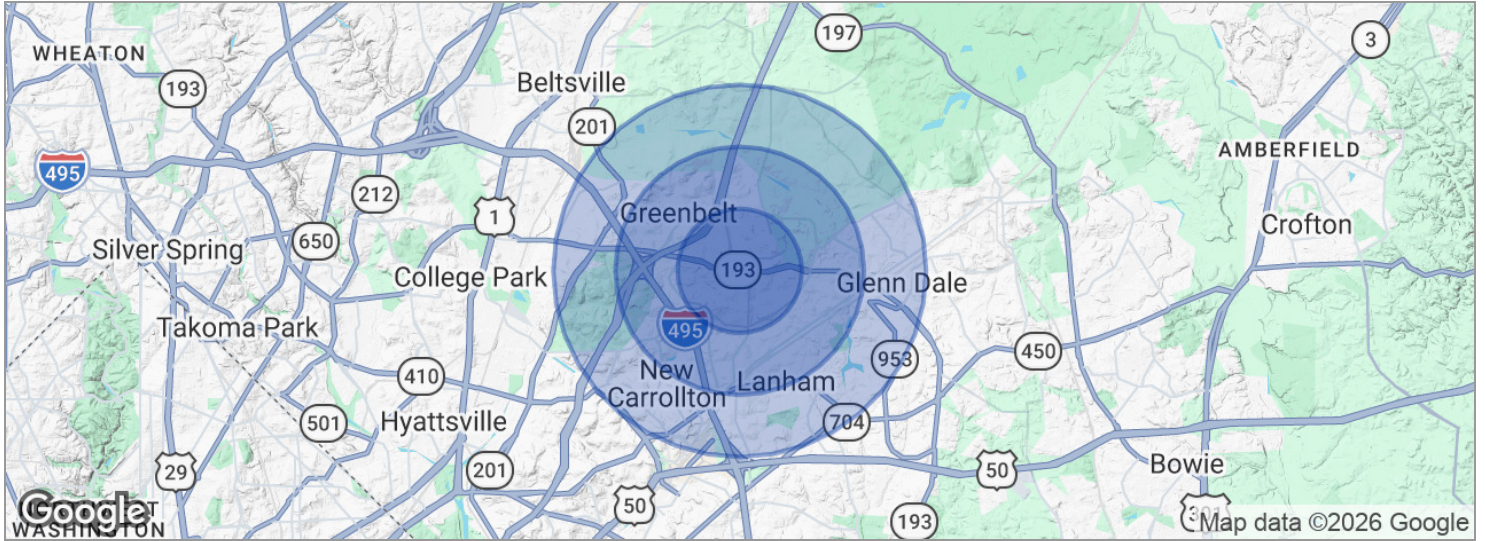 WHEATON
193
197
3
Beltsville
201
495
AMBERFIELD
212
1
Greenbelt
650
Silver Spring
College Park
193
Glenn Dale
Crofton
Takoma Park
495
450
953
New
Carrollton
Lanham
410
501
Hyattsville
704
29
201
50
50
Bowie
193
Google
WASHINGTON
Map data ©2026 Google